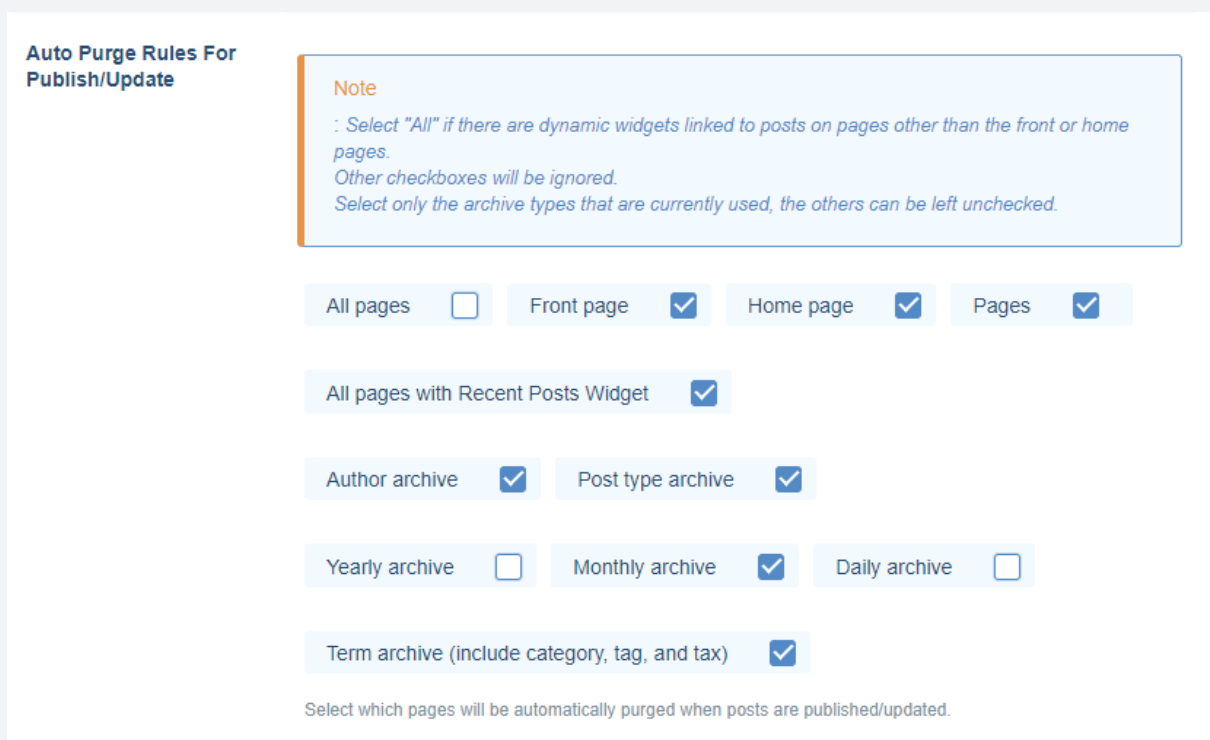 Auto Purge Rules For
Publish/Update
Note
: Select "All" if there are dynamic widgets linked to posts on pages other than the front or home
pages.
Other checkboxes will be ignored.
Select only the archive types that are currently used, the others can be left unchecked.
All pages Front page Home page Pages
All pages with Recent Posts Widget
Author archive Post type archive
Yearly archive Monthly archive Daily archive
Term archive (include category, tag, and tax)
Select which pages will be automatically purged when posts are published/updated.